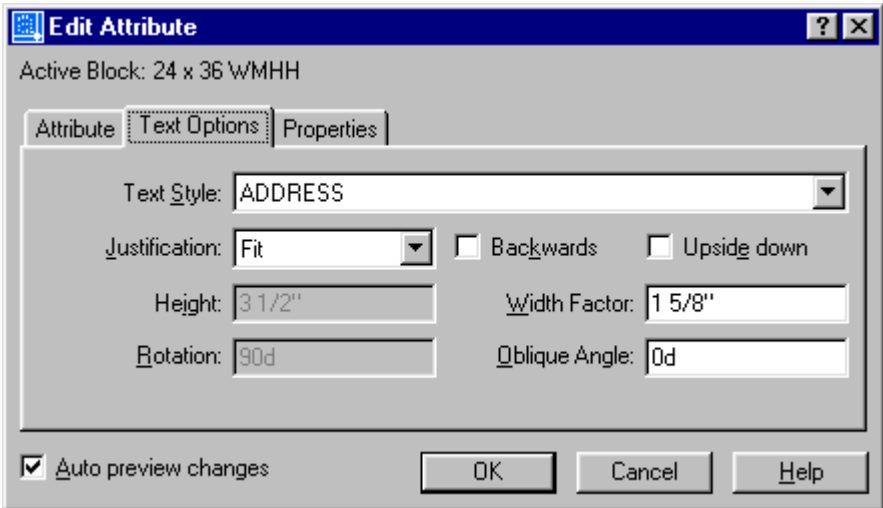 Edit Attribute
Active Block: 24 x 36 WMHH
Attribute Text Options Properties
Text Style: ADDRESS
Justification: Fit Backwards Upside down
Height: 3 1/2" Width Factor: 1 5/8"
Rotation: 90d Oblique Angle: 0d
Auto preview changes OK Cancel Help